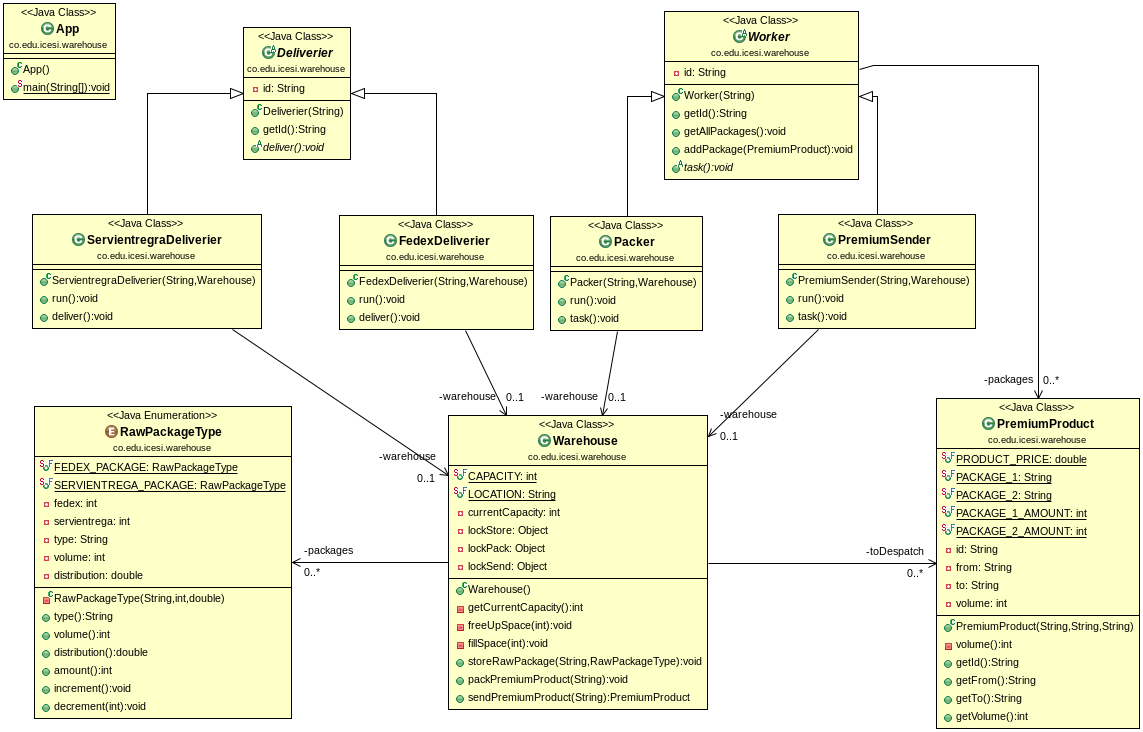 <<Java Class>>
App
co.edu.icesi.warehouse
App()
main(String[]):void
<<Java Class>>
Deliverier
co.edu.icesi.warehouse
id: String
Deliverier(String)
getId():String
deliver():void
<<Java Class>>
Worker
co.edu.icesi.warehouse
id: String
Worker(String)
getId():String
getAllPackages():void
addPackage(PremiumProduct):void
task():void
<<Java Class>>
ServientregraDeliverier
co.edu.icesi.warehouse
ServientregraDeliverier(String,Warehouse)
run():void
deliver():void
<<Java Class>>
FedexDeliverier
co.edu.icesi.warehouse
FedexDeliverier(String,Warehouse)
run():void
deliver():void
<<Java Class>>
Packer
co.edu.icesi.warehouse
Packer(String,Warehouse)
run():void
task():void
<<Java Class>>
PremiumSender
co.edu.icesi.warehouse
PremiumSender(String,Warehouse)
run():void
task():void
-packages
0..*
-warehouse
0..1
-warehouse
0..1
-warehouse
0..1
-warehouse
0..1
<<Java Enumeration>>
RawPackageType
co.edu.icesi.warehouse
FEDEX_PACKAGE: RawPackageType
SERVIENTREGA_PACKAGE: RawPackageType
fedex: int
servientrega: int
type: String
volume: int
distribution: double
RawPackageType(String,int,double)
type():String
volume():int
distribution():double
amount():int
increment():void
decrement(int):void
-packages
0..*
<<Java Class>>
Warehouse
co.edu.icesi.warehouse
CAPACITY: int
LOCATION: String
currentCapacity: int
lockStore: Object
lockPack: Object
lockSend: Object
Warehouse()
getCurrentCapacity():int
freeUpSpace(int):void
fillSpace(int):void
storeRawPackage(String,RawPackageType):void
packPremiumProduct(String):void
sendPremiumProduct(String):PremiumProduct
-toDespatch
0..*
<<Java Class>>
PremiumProduct
co.edu.icesi.warehouse
PRODUCT_PRICE: double
PACKAGE_1: String
PACKAGE_2: String
PACKAGE_1_AMOUNT: int
PACKAGE_2_AMOUNT: int
id: String
from: String
to: String
volume: int
PremiumProduct(String,String,String)
volume():int
getId():String
getFrom():String
getTo():String
getVolume():int